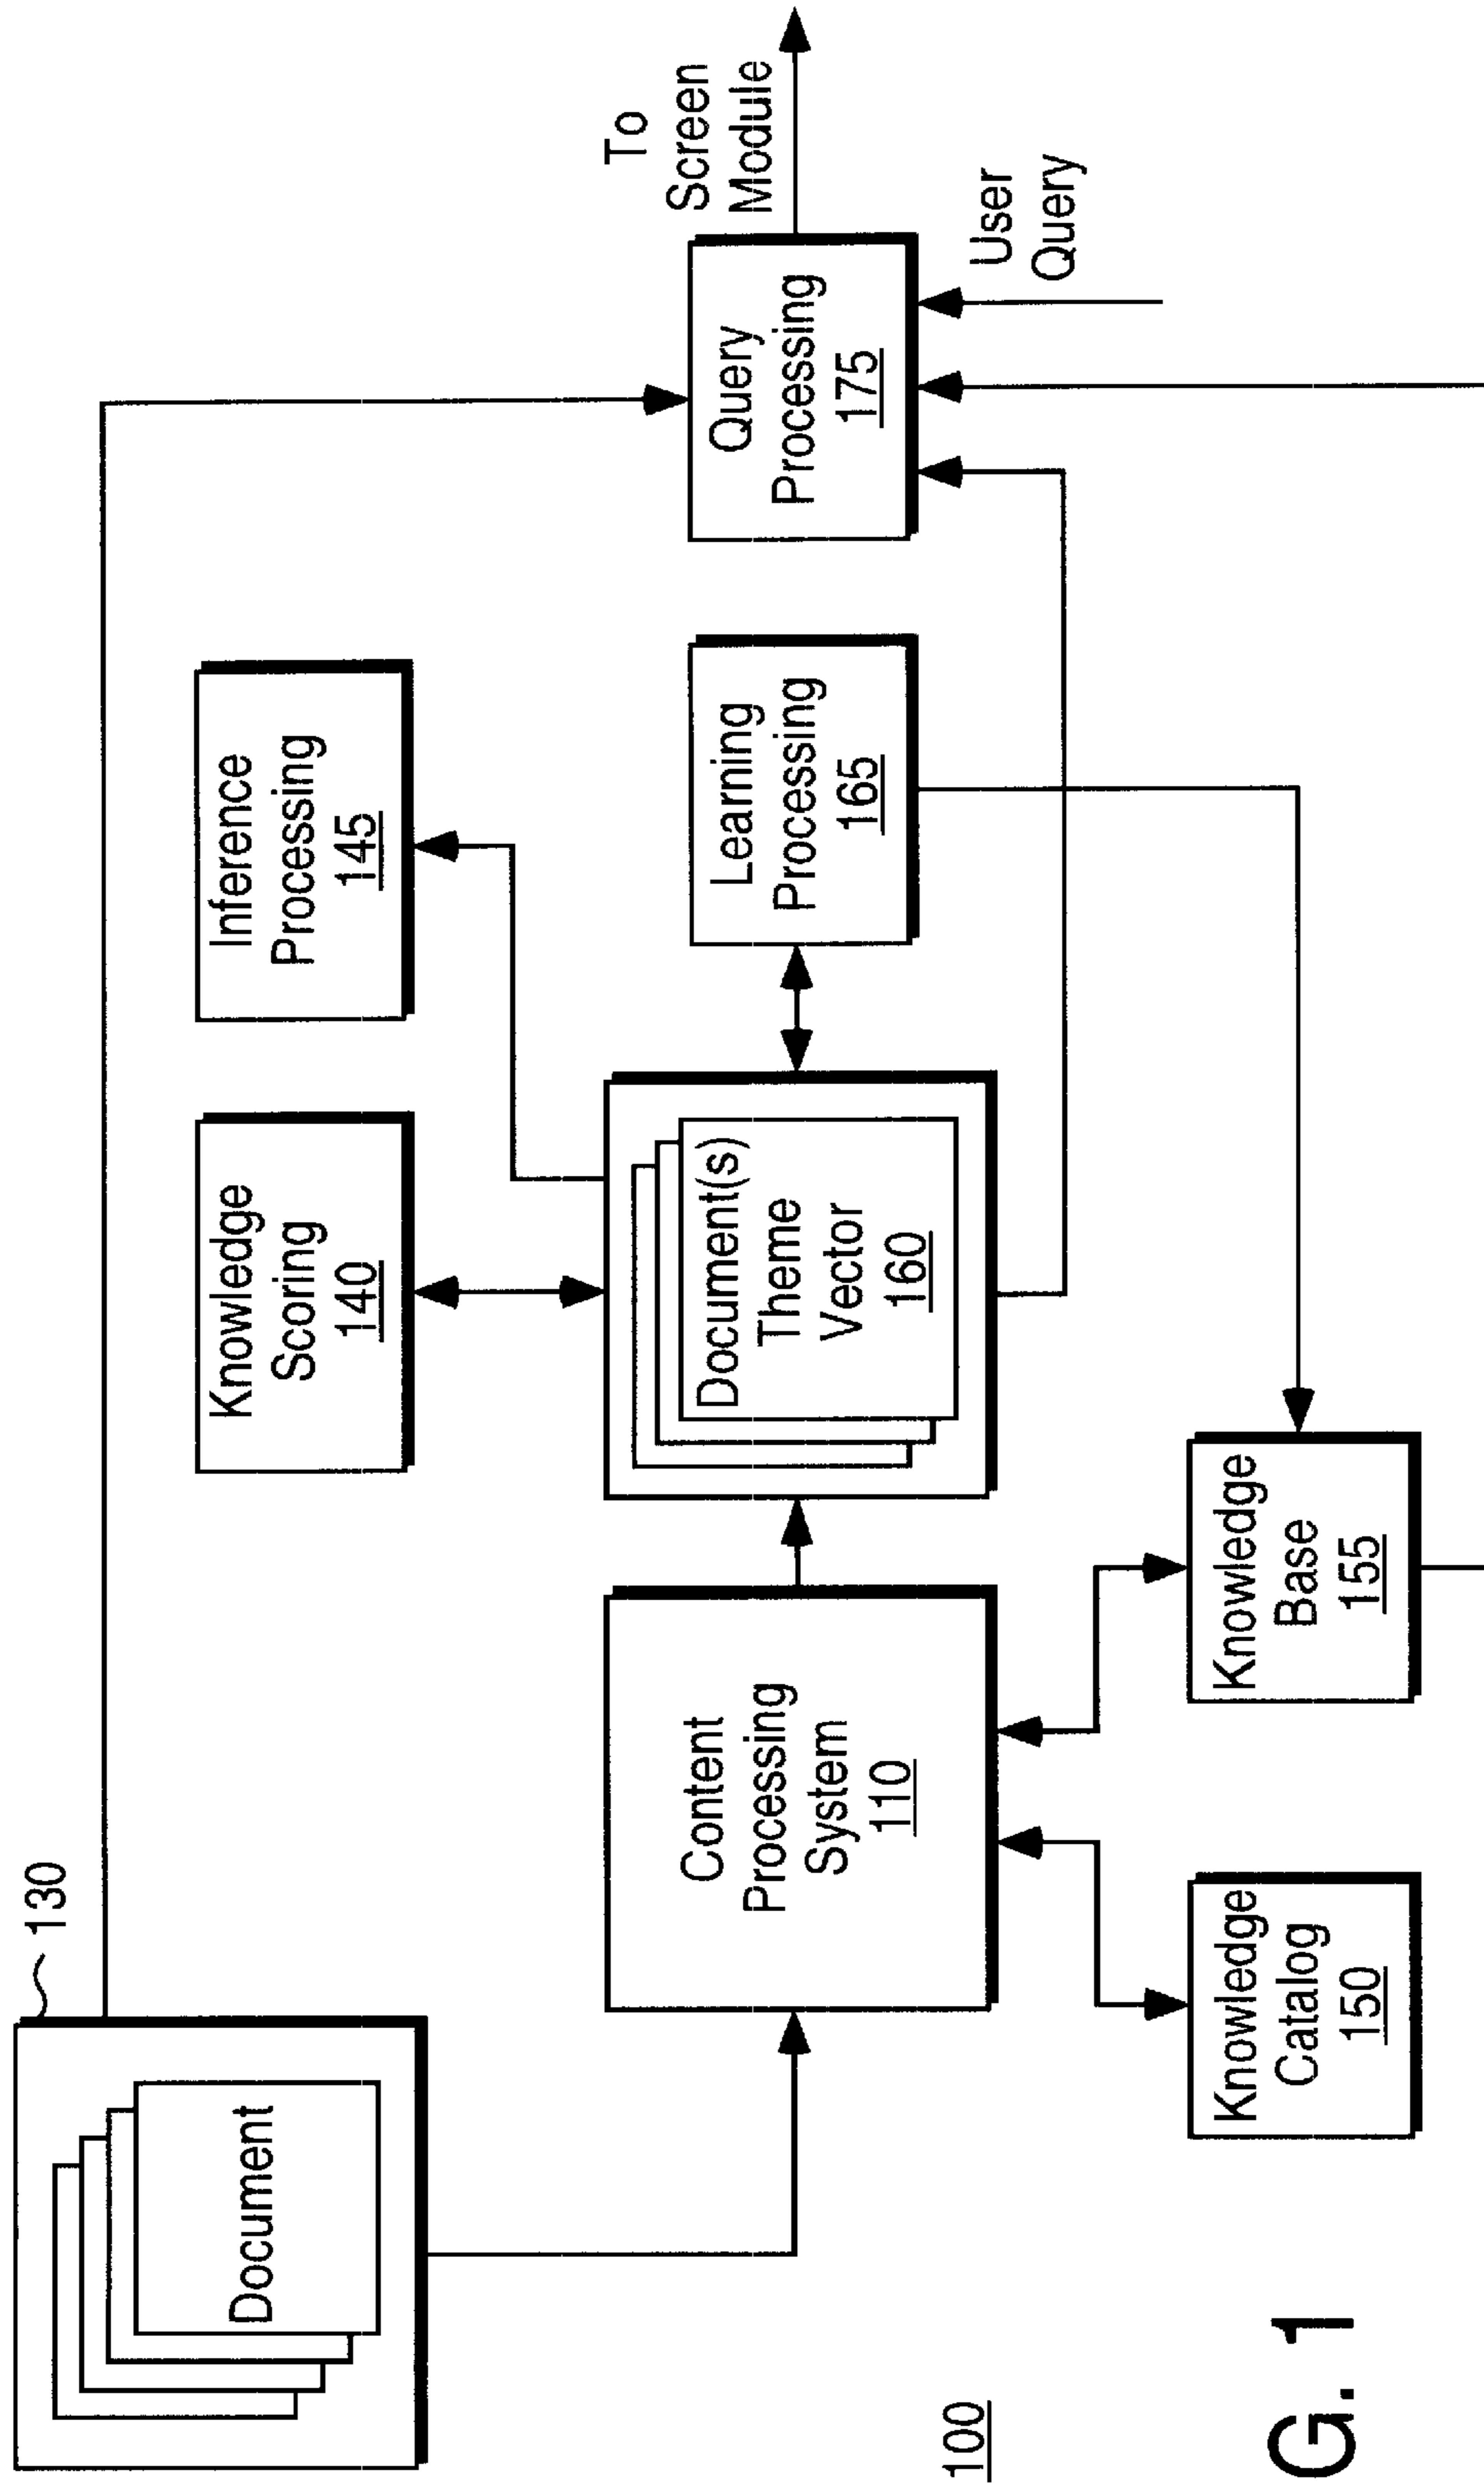 130
Document
Knowledge
Scoring
140
Inference
Processing
145
To
Screen
Module
Content
Processing
System
110
Document(s)
Theme
Vector
160
Learning
Processing
165
Query
Processing
175
User
Query
100
Knowledge
Catalog
150
Knowledge
Base
155
G. 1